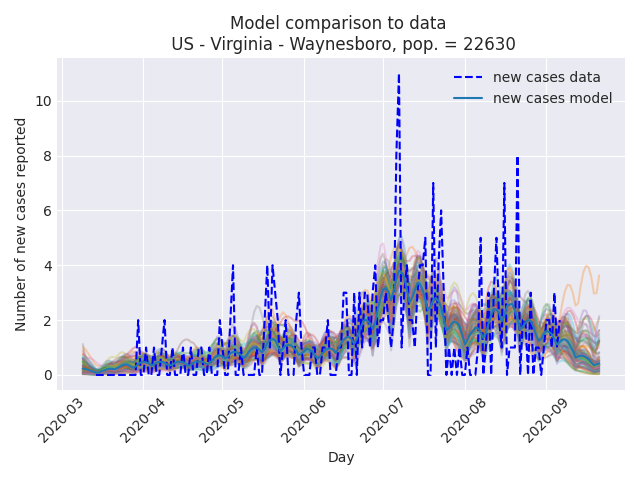 Model comparison to data
US - Virginia - Waynesboro, pop. = 22630
new cases data
new cases model
Number of new cases reported
10
8
6
4
2
0
2020-03
2020-04
2020-05
2020-06
2020-07
2020-08
2020-09
Day